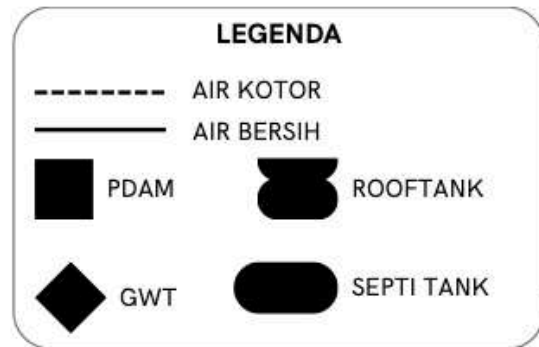 LEGENDA
AIR KOTOR
AIR BERSIH
PDAM
ROOFTANK
GWT
SEPTI TANK